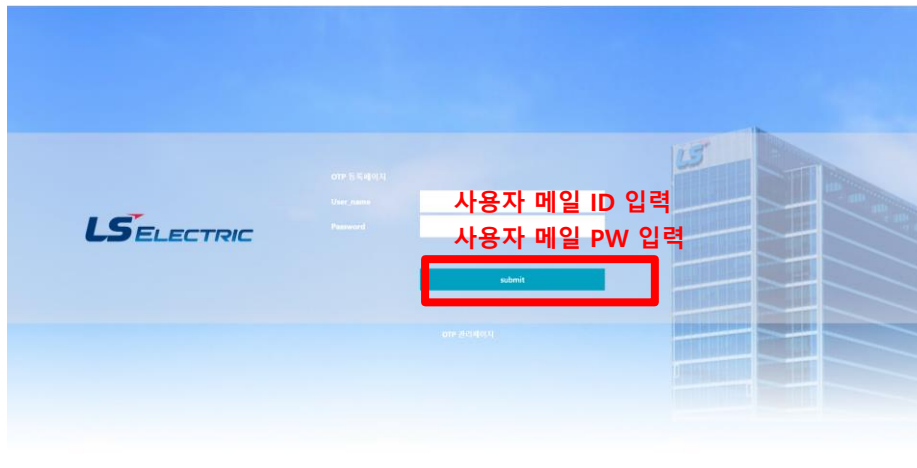 LS
OTP 등록페이지
User_name
사용자 메일 ID 입력
LS ELECTRIC
Password
사용자 메일 PW 입력
submit
OTP 관리페이지